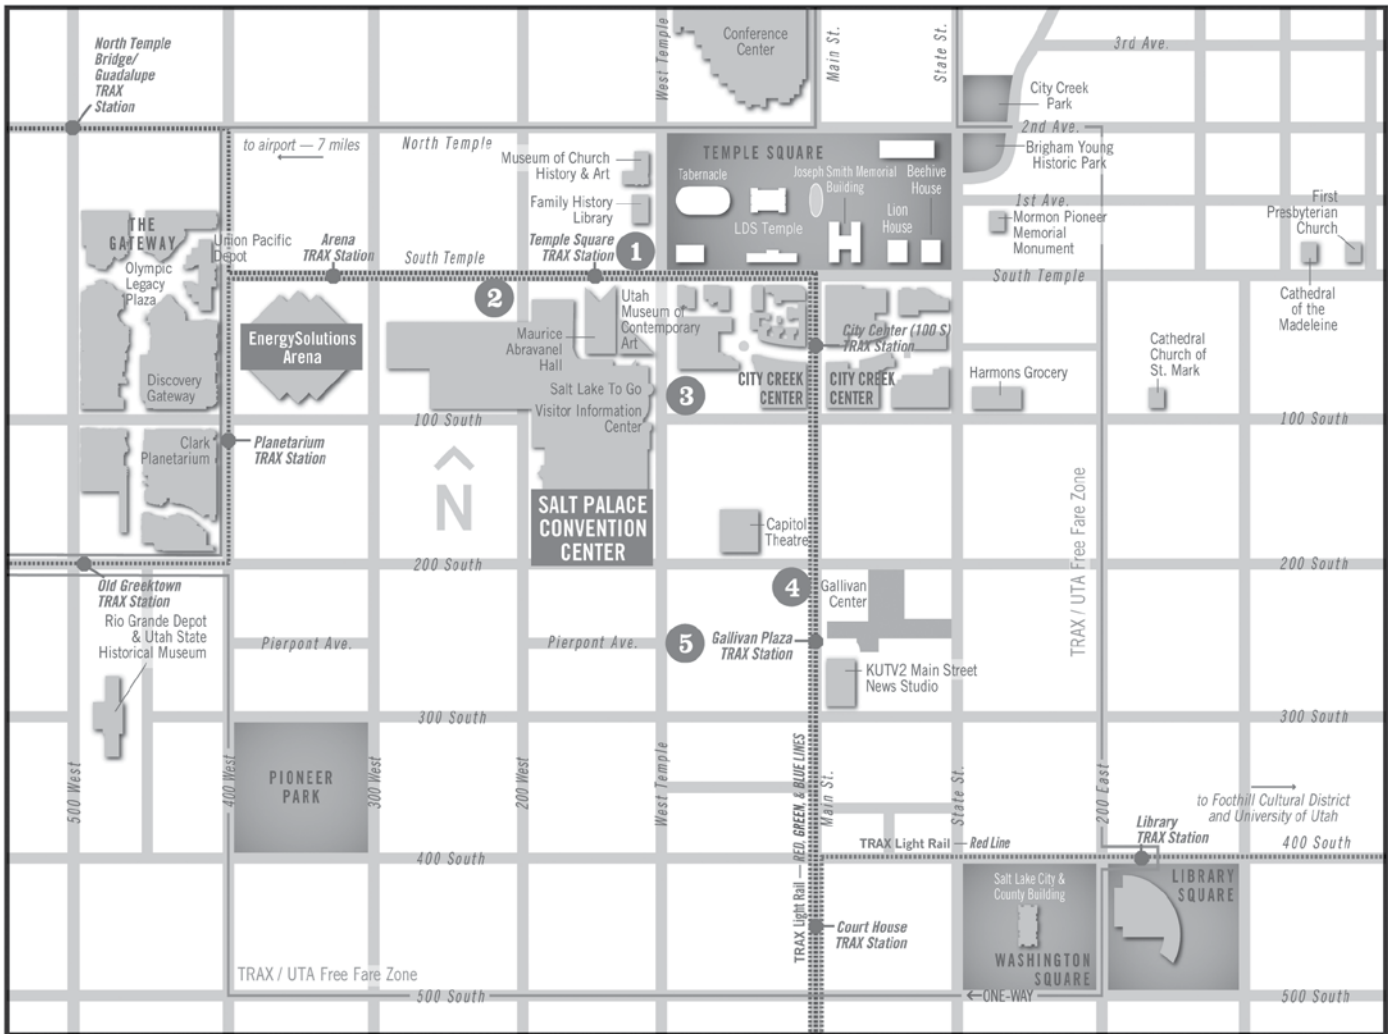 North Temple
Bridge/
Guadalupe
TRAX
Station
West Temple
Conference
Center
Main St.
State St.
3rd Ave.
City Creek
Park
2nd Ave.
Brigham Young
Historic Park
to airport — 7 miles
North Temple
Museum of Church
History & Art
Family History
Library
TEMPLE SQUARE
Tabernacle
Joseph Smith Memorial
Building
Beehive
House
Lion
House
LDS Temple
1st Ave.
Mormon Pioneer
Memorial
Monument
First
Presbyterian
Church
THE
GATEWAY
Union Pacific
Depot
Olympic
Legacy
Plaza
Arena
TRAX Station
South Temple
Temple Square
TRAX Station
1
South Temple
2
Cathedral
of the
Madeleine
EnergySolutions
Arena
Maurice
Abravanel
Hall
Utah
Museum of
Contemporary
Art
City Center (100 S)
TRAX Station
Cathedral
Church of
St. Mark
Discovery
Gateway
Salt Lake To Go
Visitor Information
Center
3
CITY CREEK
CENTER
CITY CREEK
CENTER
Harmons Grocery
100 South
100 South
Clark
Planetarium
Planetarium
TRAX Station
N
SALT PALACE
CONVENTION
CENTER
Capitol
Theatre
TRAX / UTA Free Fare Zone
200 South
200 South
Old Greektown
TRAX Station
4
Gallivan
Center
Rio Grande Depot
& Utah State
Historical Museum
Pierpont Ave.
Pierpont Ave.
5
Gallivan Plaza
TRAX Station
KUTV2 Main Street
News Studio
300 South
300 South
500 West
400 West
PIONEER
PARK
300 West
200 West
West Temple
TRAX Light Rail — RED, GREEN, & BLUE LINES
Main St.
State St.
200 East
to Foothill Cultural District
and University of Utah
Library
TRAX Station
400 South
TRAX Light Rail — Red Line
400 South
Salt Lake City &
County Building
WASHINGTON
SQUARE
LIBRARY
SQUARE
Court House
TRAX Station
TRAX / UTA Free Fare Zone
500 South
ONE-WAY
500 South